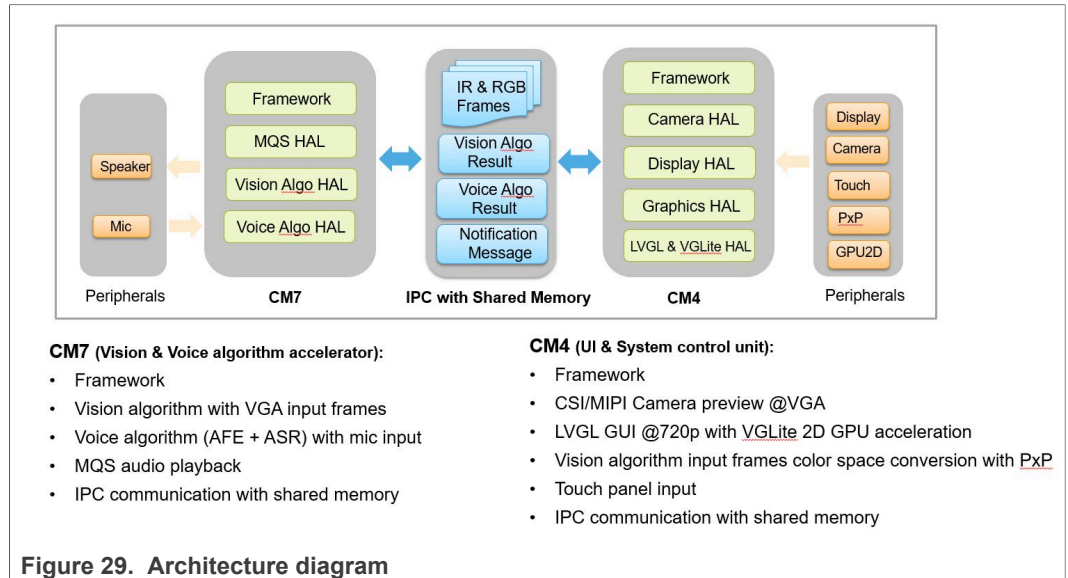 Speaker
Mic
Peripherals
Framework
MQS HAL
Vision Algo HAL
Voice Algo HAL
CM7
IR & RGB
Frames
Vision Algo
Result
Voice Algo
Result
Notification
Message
IPC with Shared Memory
Framework
Camera HAL
Display HAL
Graphics HAL
LVGL & VGLite HAL
CM4
Display
Camera
Touch
PxP
GPU2D
Peripherals
CM7 (Vision & Voice algorithm accelerator):
• Framework
• Vision algorithm with VGA input frames
• Voice algorithm (AFE + ASR) with mic input
• MQS audio playback
• IPC communication with shared memory
CM4 (UI & System control unit):
• Framework
• CSI/MIPI Camera preview @VGA
• LVGL GUI @720p with VGLite 2D GPU acceleration
• Vision algorithm input frames color space conversion with PxP
• Touch panel input
• IPC communication with shared memory
Figure 29. Architecture diagram